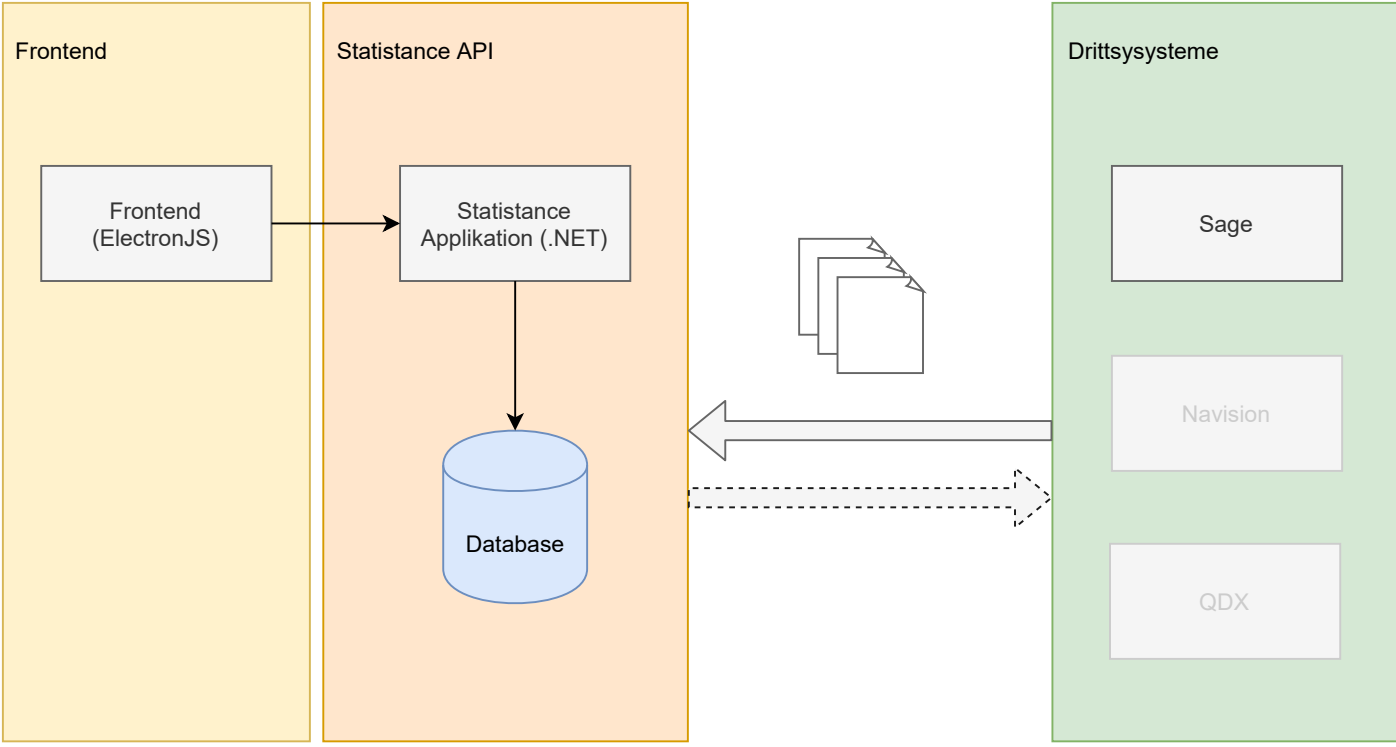 Frontend
Statistance API
Drittsysysteme
Frontend
(ElectronJS)
Statistance
Applikation (.NET)
Sage
Navision
Database
QDX